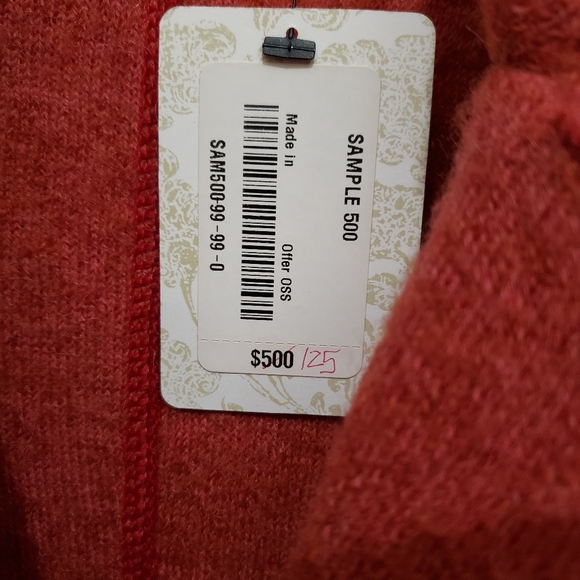 SAMPLE 500
Made in
Offer OSS
SAM500-99-99-0
$500 125